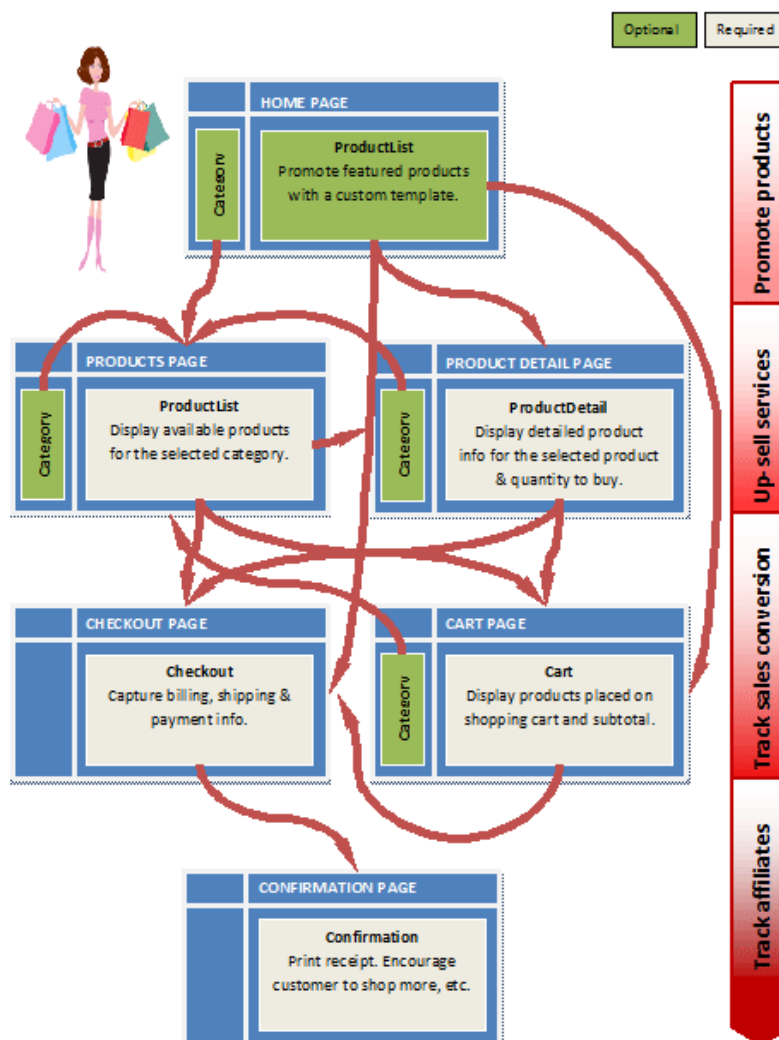 Optional
Required
HOME PAGE
Category
ProductList
Promote featured products
with a custom template.
Promote products
PRODUCTS PAGE
Category
ProductList
Display available products
for the selected category.
PRODUCT DETAIL PAGE
Category
ProductDetail
Display detailed product
info for the selected product
& quantity to buy.
Up- sell services
CHECKOUT PAGE
Checkout
Capture billing, shipping &
payment info.
CART PAGE
Category
Cart
Display products placed on
shopping cart and subtotal.
Track sales conversion
CONFIRMATION PAGE
Confirmation
Print receipt. Encourage
customer to shop more, etc.
Track affiliates